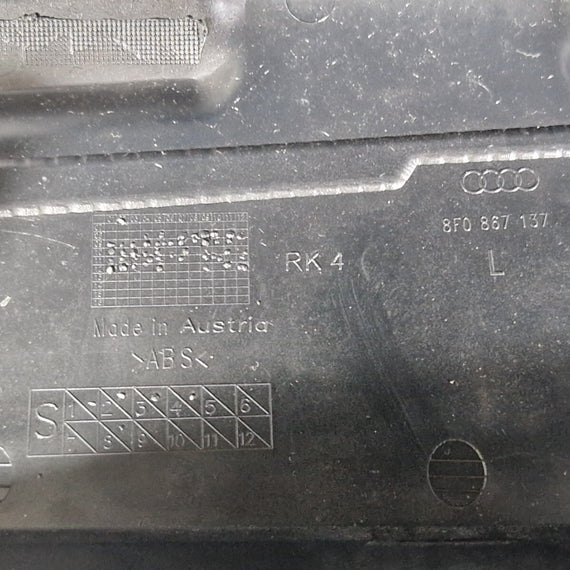 8F0 867 137
RK4
L
Made in Austria
>ABS<
S 1 2 3 4 5 6
7 8 9 10 11 12